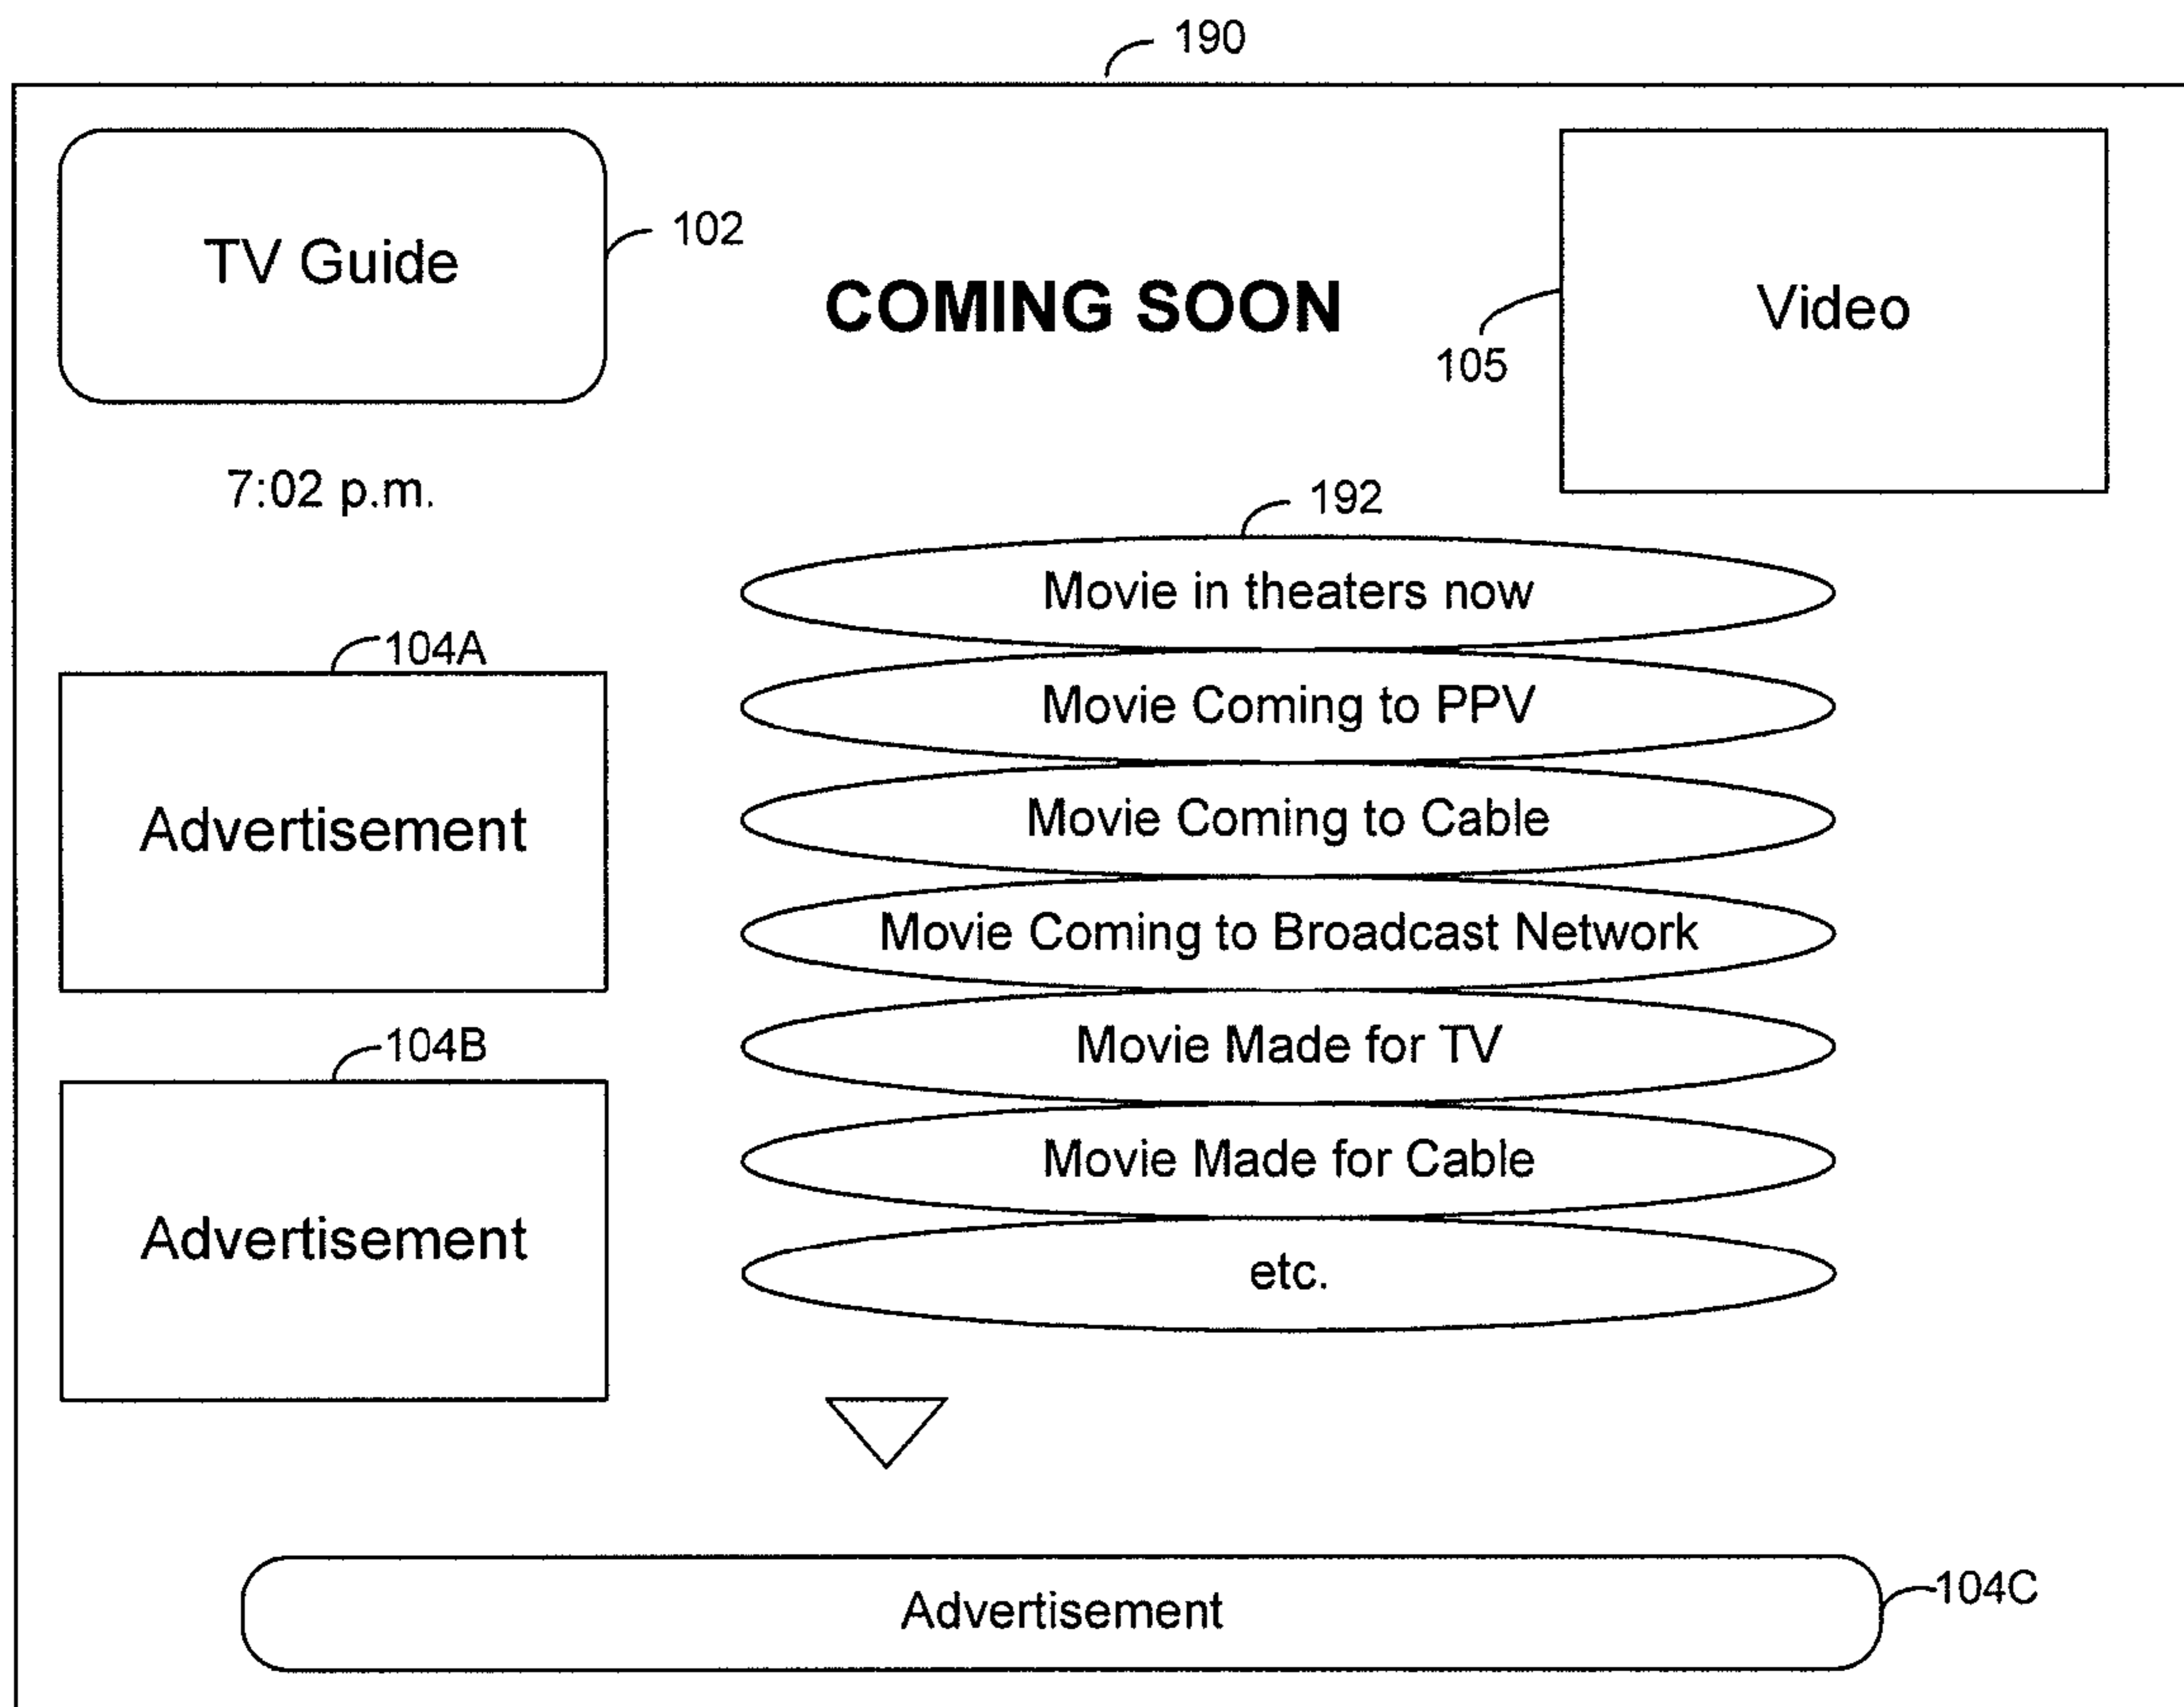 190
TV Guide
102
COMING SOON
Video
105
7:02 p.m.
192
Movie in theaters now
104A
Movie Coming to PPV
Advertisement
Movie Coming to Cable
Movie Coming to Broadcast Network
104B
Movie Made for TV
Movie Made for Cable
Advertisement
etc.
Advertisement
104C